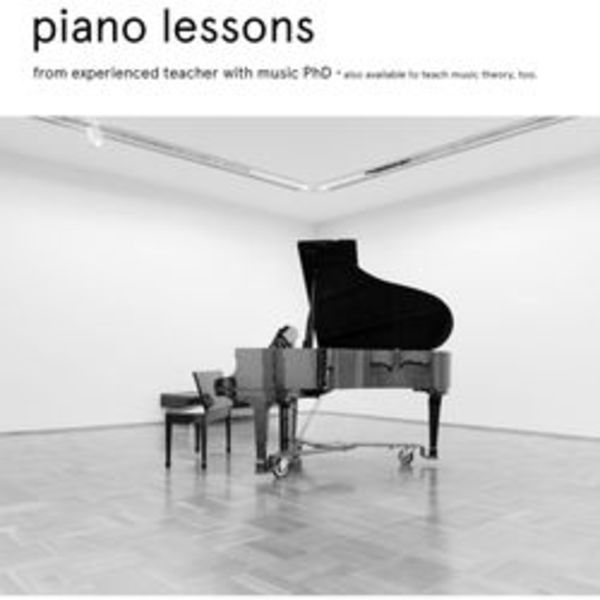 piano lessons
from experienced teacher with music PhD • also available to teach music theory, too.